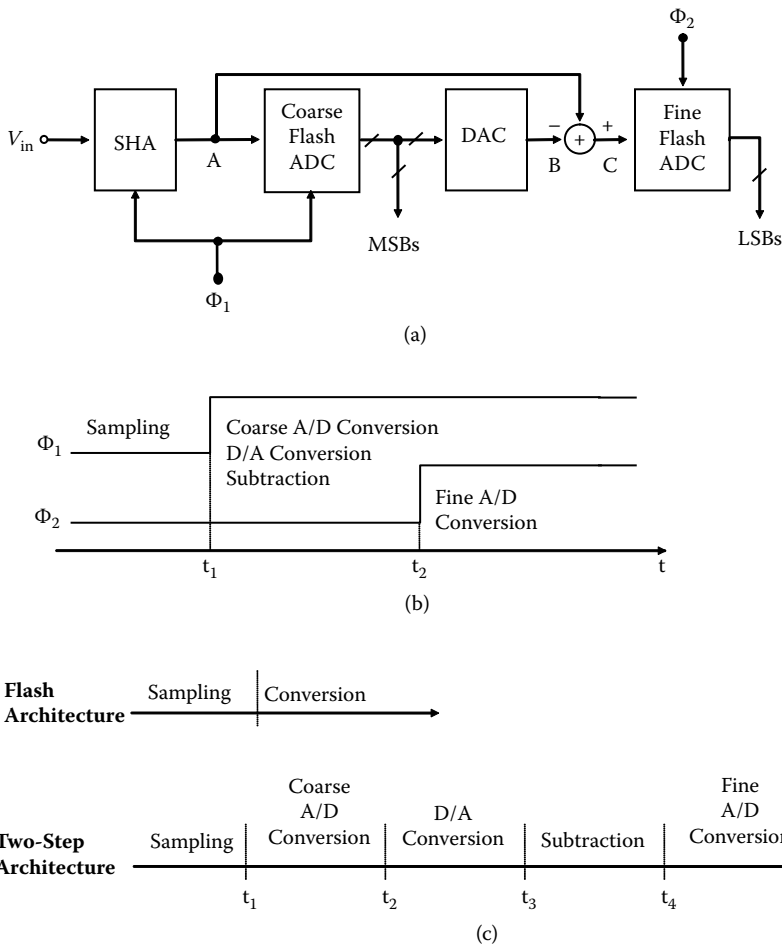 Φ2
V_in
SHA
A
Coarse
Flash
ADC
MSBs
DAC
−
B
+
+
C
Fine
Flash
ADC
LSBs
Φ1
(a)
Φ1
Sampling
Coarse A/D Conversion
D/A Conversion
Subtraction
Φ2
Fine A/D
Conversion
t1
t2
t
(b)
Flash
Architecture
Sampling
Conversion
Two-Step
Architecture
Sampling
Coarse
A/D
Conversion
D/A
Conversion
Subtraction
Fine
A/D
Conversion
t1
t2
t3
t4
(c)